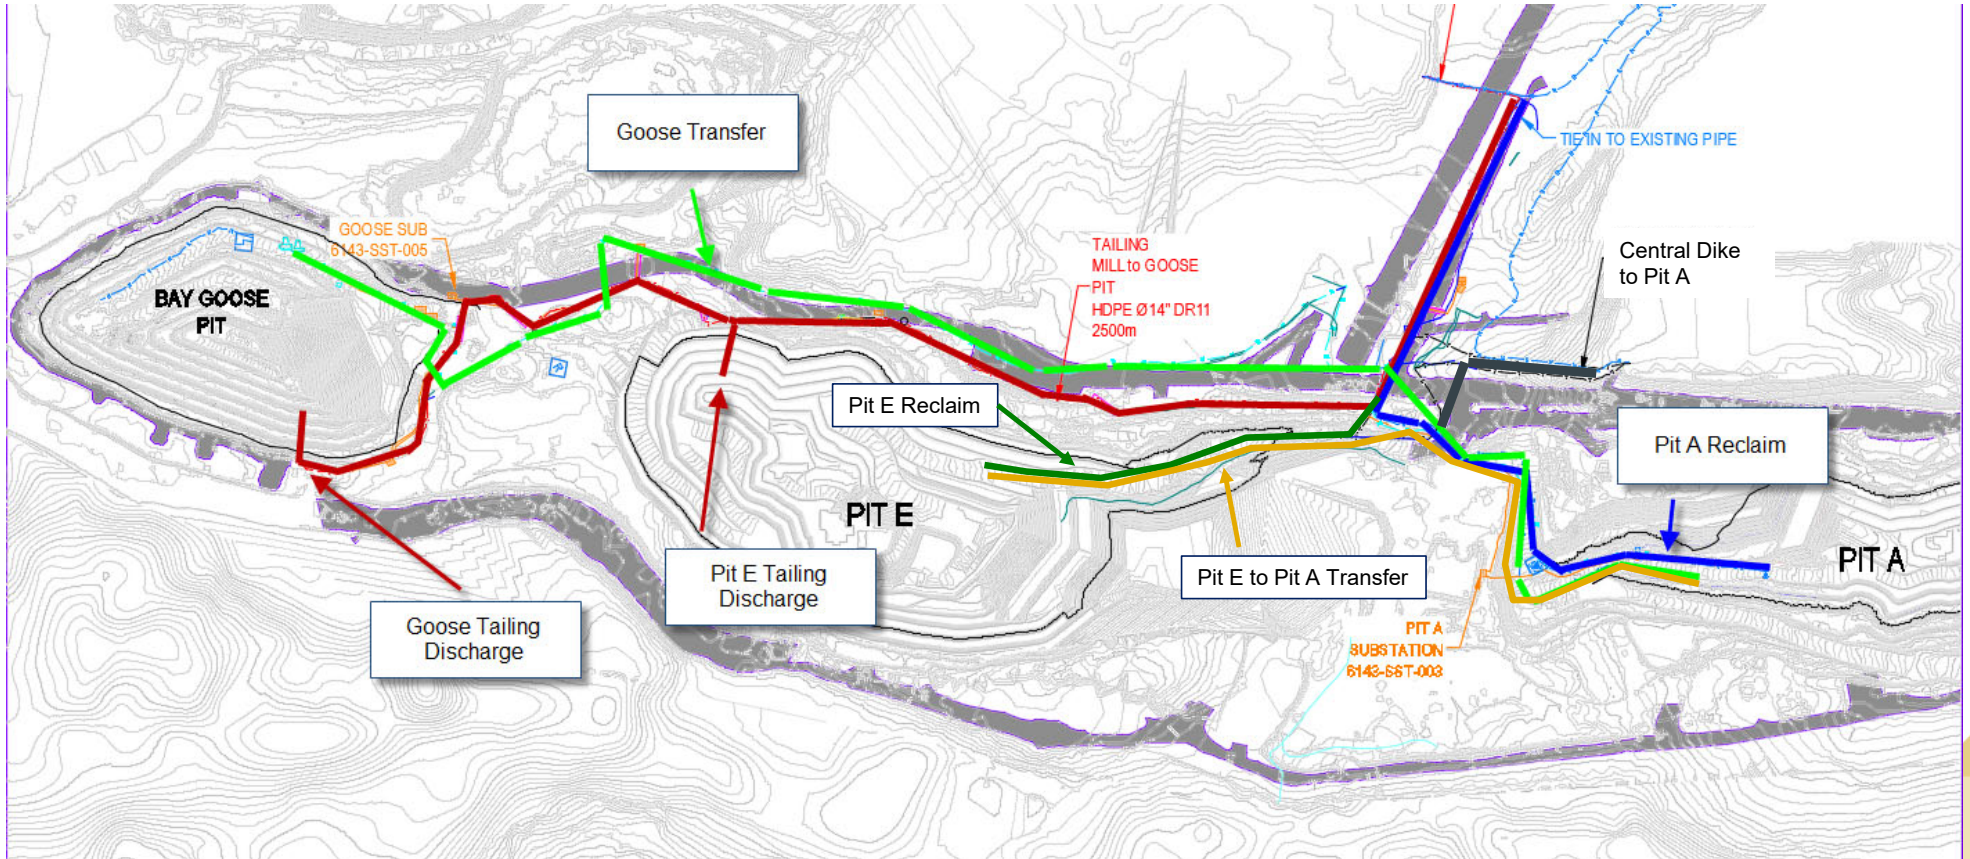 Goose Transfer
TIE IN TO EXISTING PIPE
GOOSE SUB
6143-SST-005
TAILING
MILL to GOOSE
PIT
HDPE Ø14" DR11
2500m
Central Dike
to Pit A
BAY GOOSE
PIT
Pit E Reclaim
Pit A Reclaim
PIT E
PIT A
Pit E Tailing
Discharge
Pit E to Pit A Transfer
Goose Tailing
Discharge
PIT A
SUBSTATION
6143-SST-003